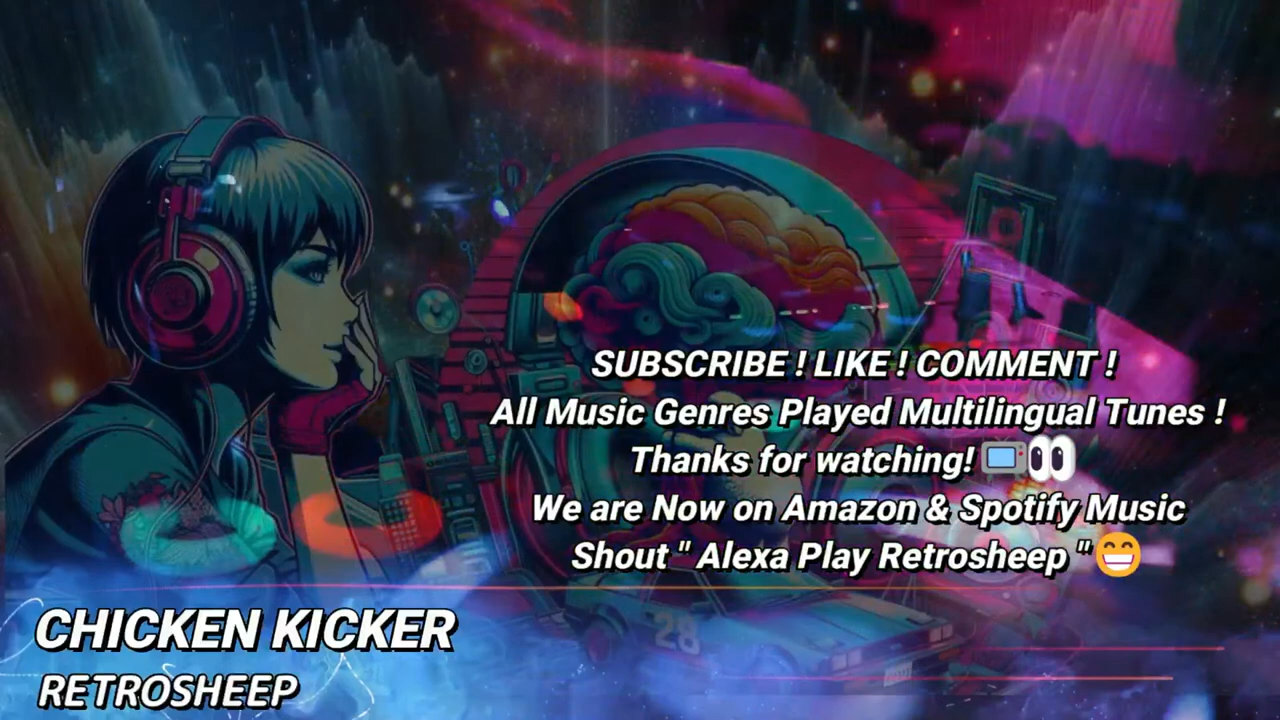 SUBSCRIBE ! LIKE ! COMMENT !
All Music Genres Played Multilingual Tunes !
Thanks for watching! 📺👀
We are Now on Amazon & Spotify Music
Shout " Alexa Play Retrosheep " 😁
28
CHICKEN KICKER
RETROSHEEP